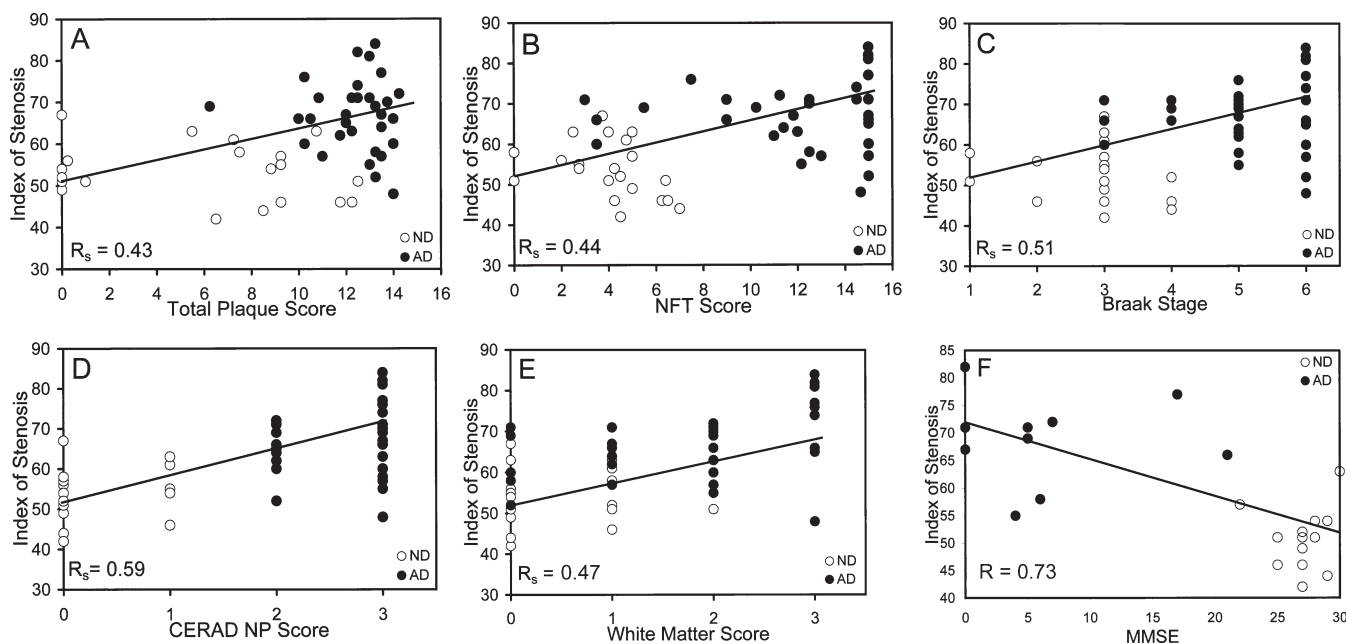 A
Index of Stenosis
90
80
70
60
50
40
30
R_s = 0.43
ND
AD
0 2 4 6 8 10 12 14 16
Total Plaque Score
B
Index of Stenosis
90
80
70
60
50
40
30
R_s = 0.44
ND
AD
0 2 4 6 8 10 12 14 16
NFT Score
C
Index of Stenosis
90
80
70
60
50
40
30
R_s = 0.51
ND
AD
1 2 3 4 5 6
Braak Stage
D
Index of Stenosis
90
80
70
60
50
40
30
R_s= 0.59
ND
AD
0 1 2 3
CERAD NP Score
E
Index of Stenosis
90
80
70
60
50
40
30
R_s = 0.47
ND
AD
0 1 2 3
White Matter Score
F
Index of Stenosis
85
80
75
70
65
60
55
50
45
40
R = 0.73
ND
AD
0 5 10 15 20 25 30
MMSE